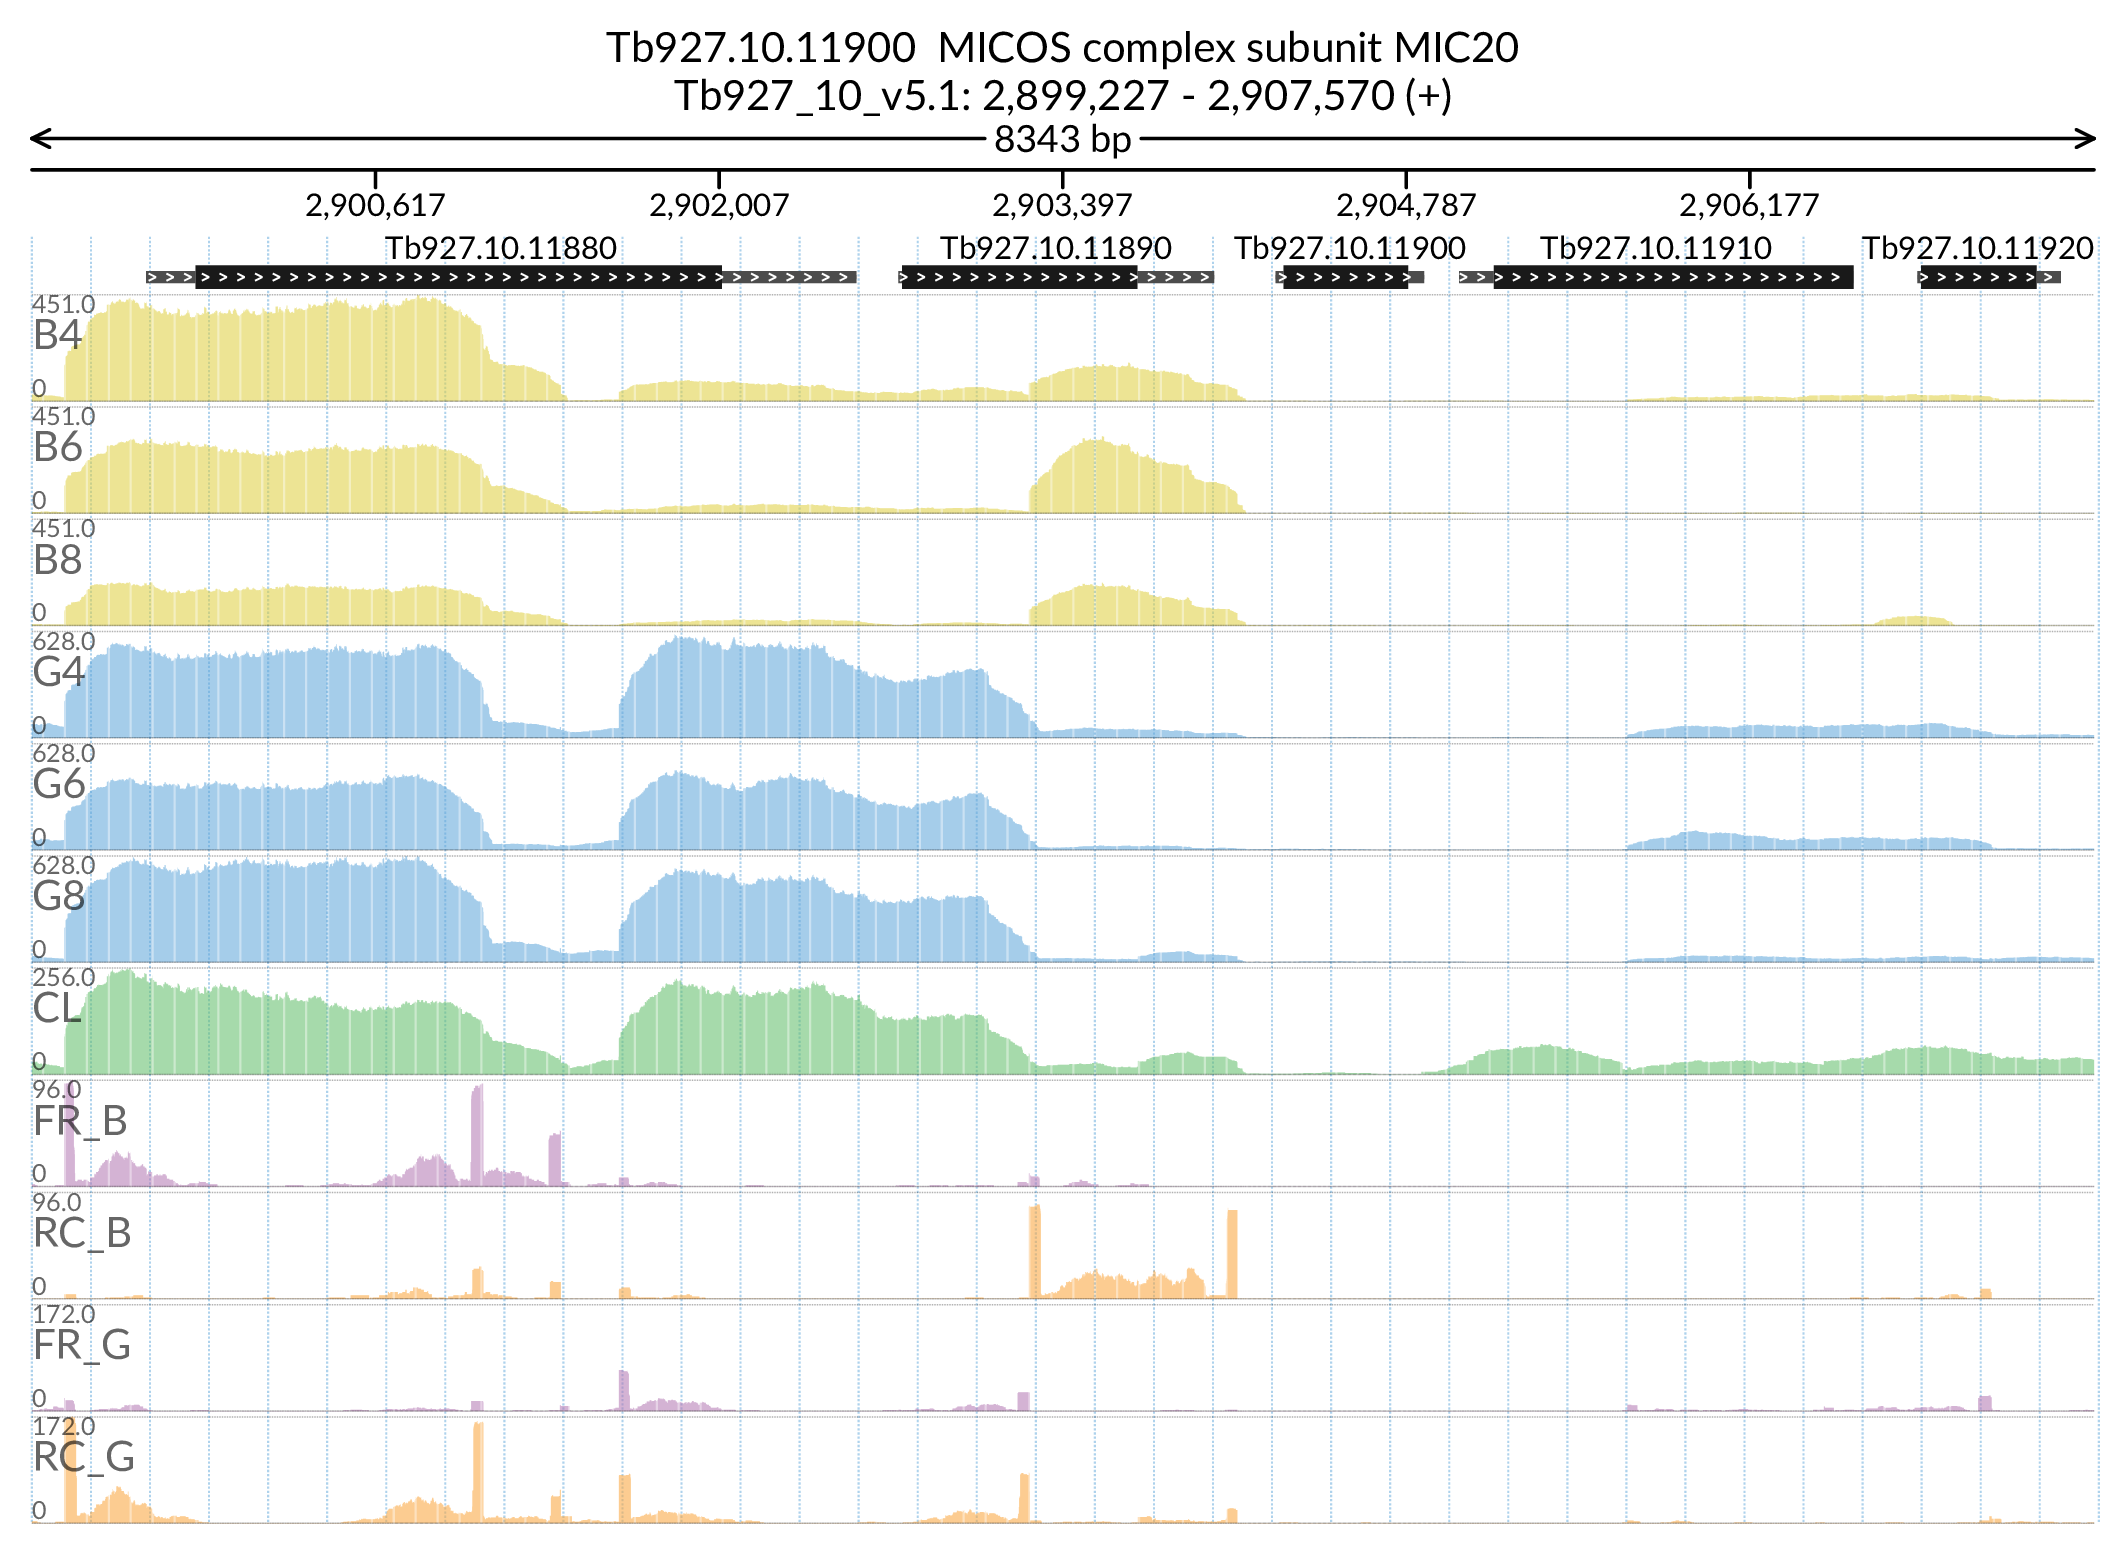 Tb927.10.11900  MICOS complex subunit MIC20
Tb927_10_v5.1: 2,899,227 - 2,907,570 (+)
8343 bp
2,900,617 2,902,007 2,903,397 2,904,787 2,906,177
Tb927.10.11880 Tb927.10.11890 Tb927.10.11900 Tb927.10.11910 Tb927.10.11920
451.0
B4
0
451.0
B6
0
451.0
B8
0
628.0
G4
0
628.0
G6
0
628.0
G8
0
256.0
CL
0
96.0
FR_B
0
96.0
RC_B
0
172.0
FR_G
0
172.0
RC_G
0